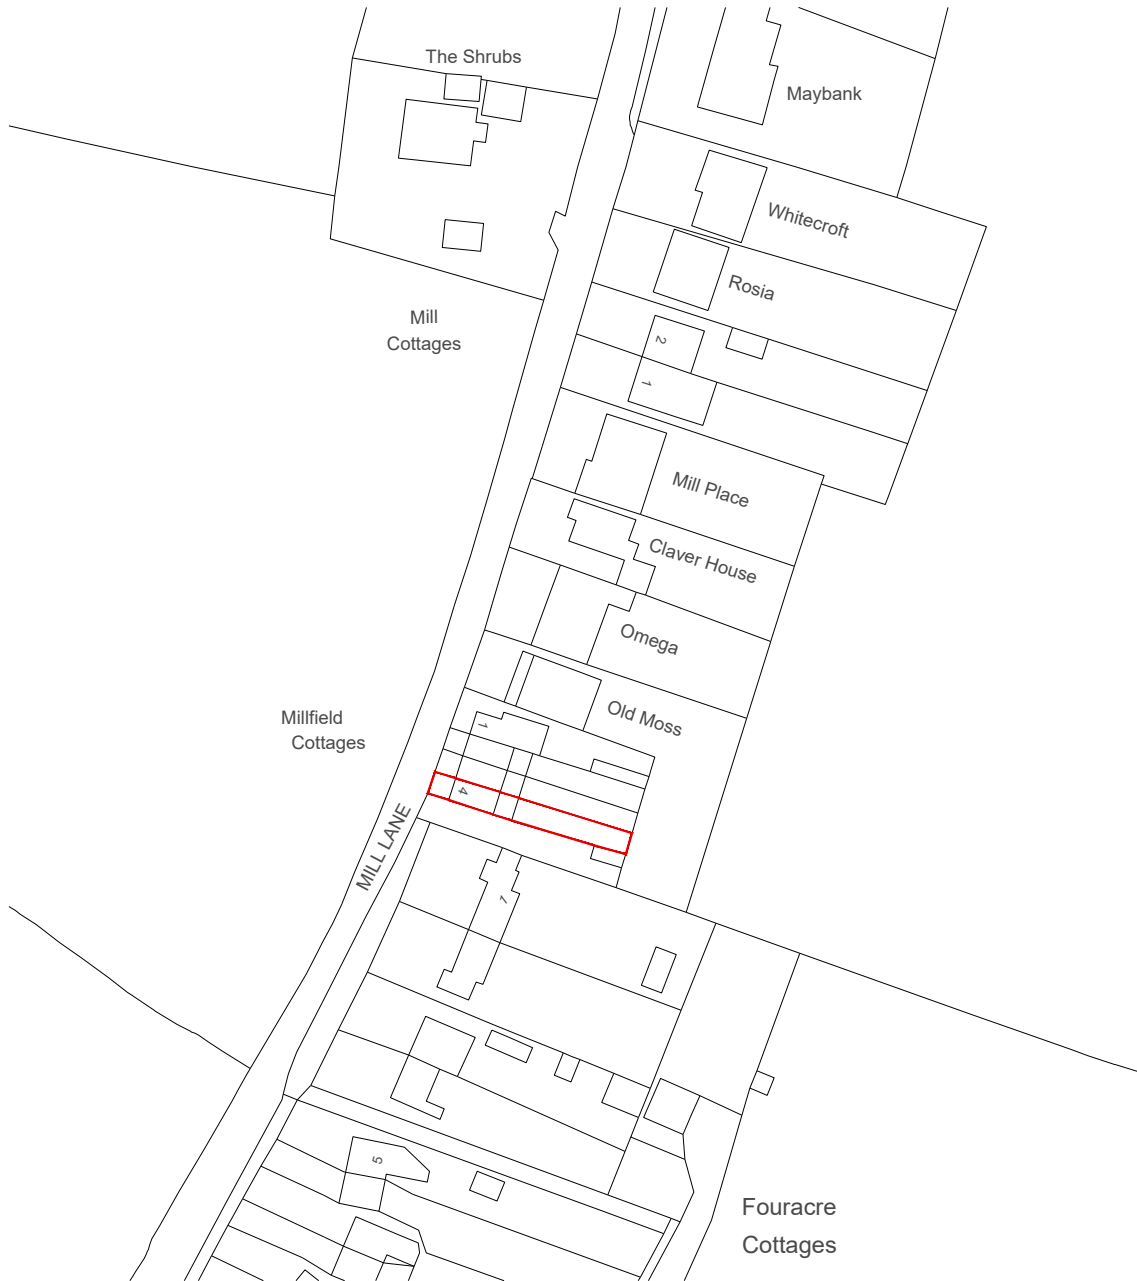 The Shrubs
Maybank
Whitecroft
Rosia
Mill
Cottages
2
1
Mill Place
Claver House
Omega
Old Moss
Millfield
Cottages
1
4
MILL LANE
1
5
Fouracre
Cottages